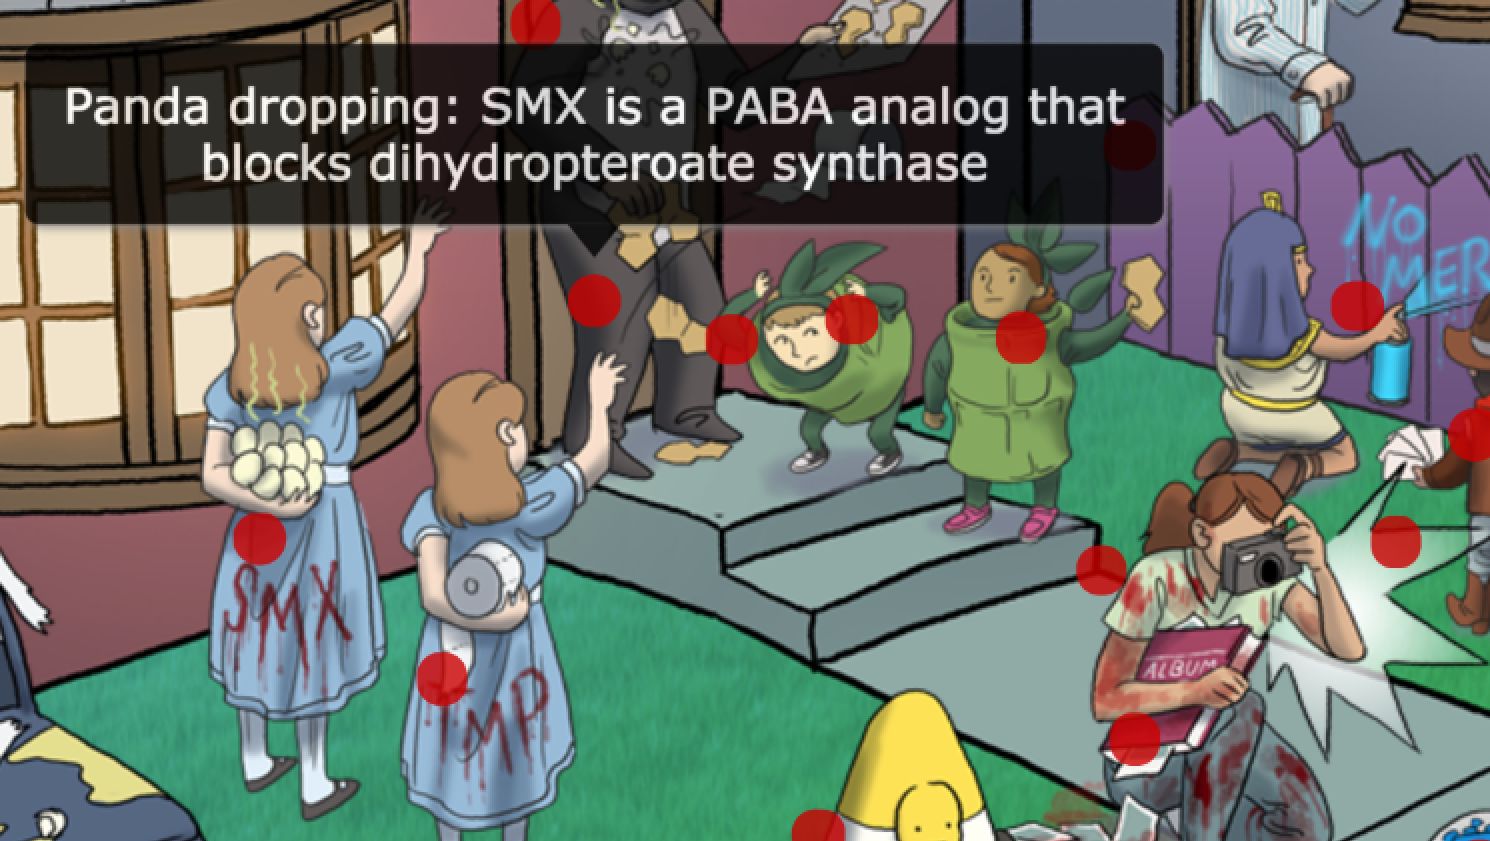 Panda dropping: SMX is a PABA analog that
blocks dihydropteroate synthase
NO
MER
SMX
ALBUM
TMP